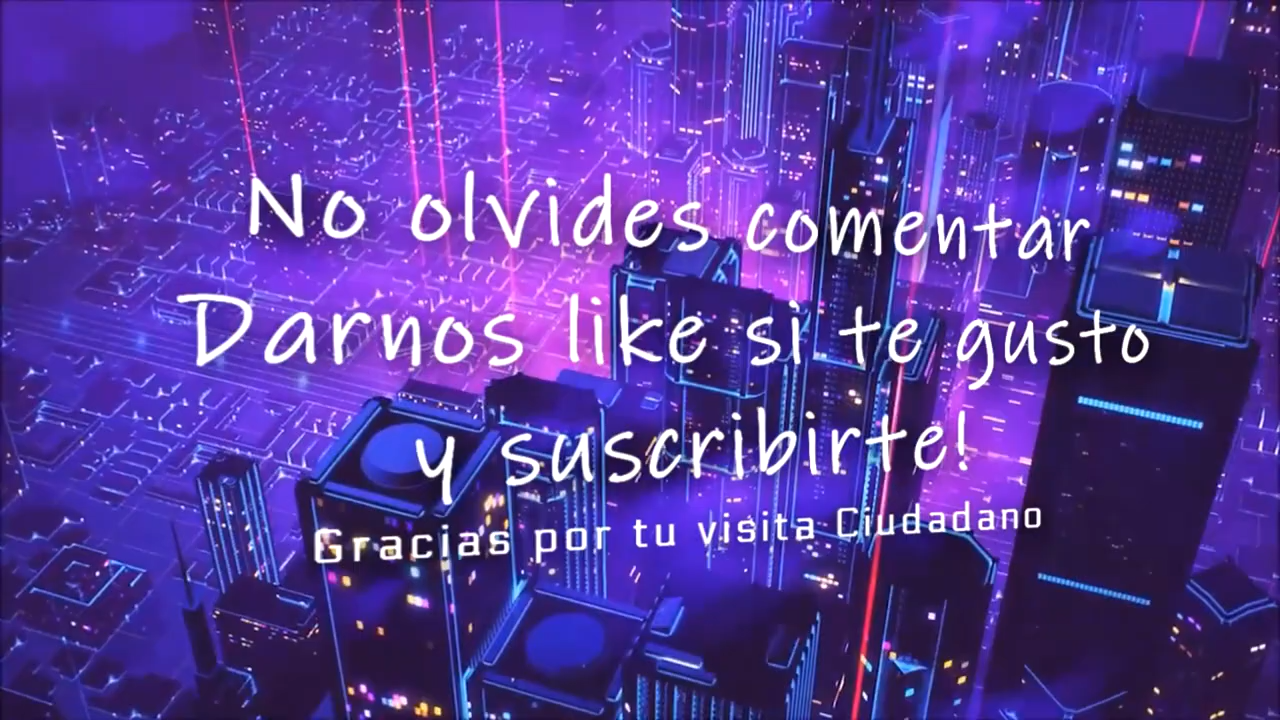 No olvides comentar
Darnos like si te gusto
y suscribirte!
Gracias por tu visita Ciudadano